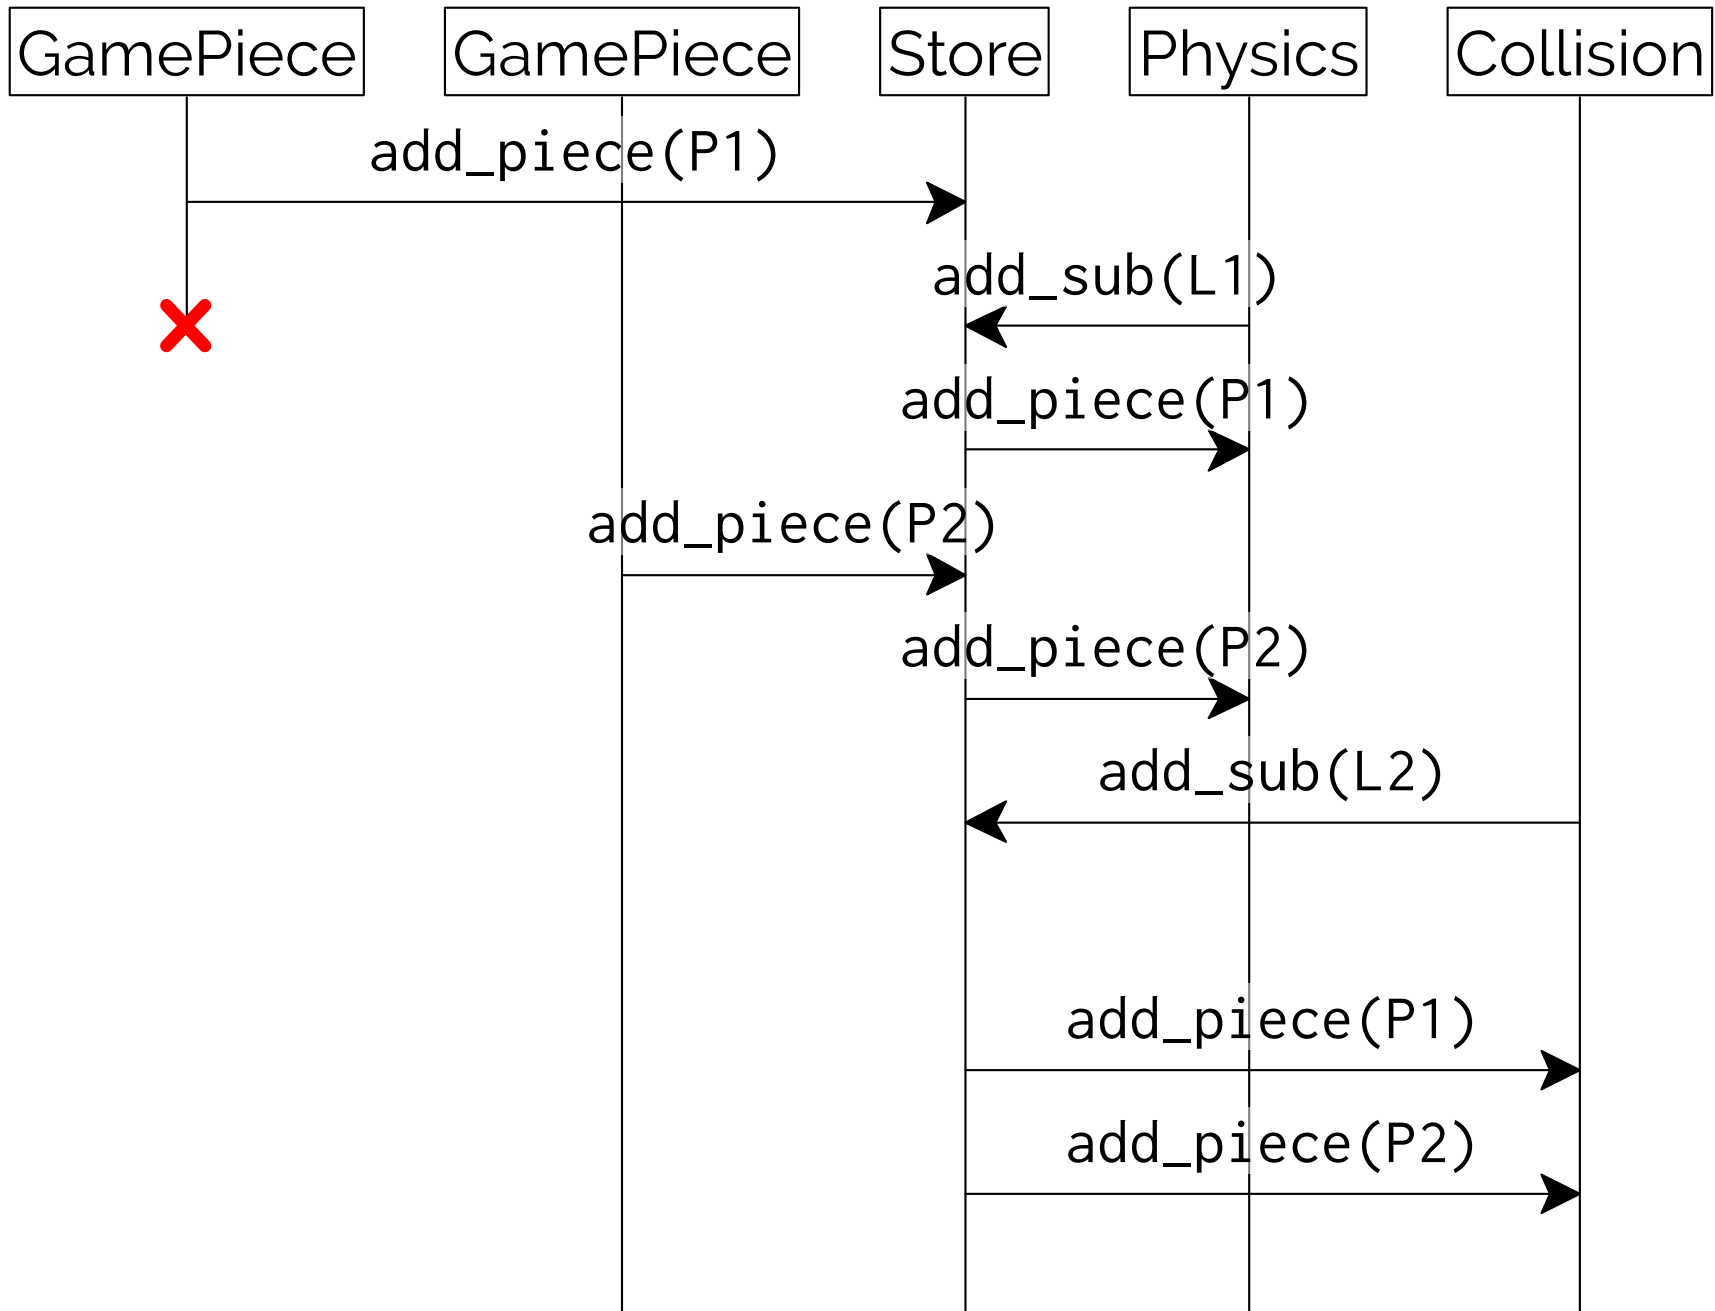 GamePiece GamePiece Store Physics Collision
add_piece(P1)
add_sub(L1)
add_piece(P1)
add_piece(P2)
add_piece(P2)
add_sub(L2)
add_piece(P1)
add_piece(P2)